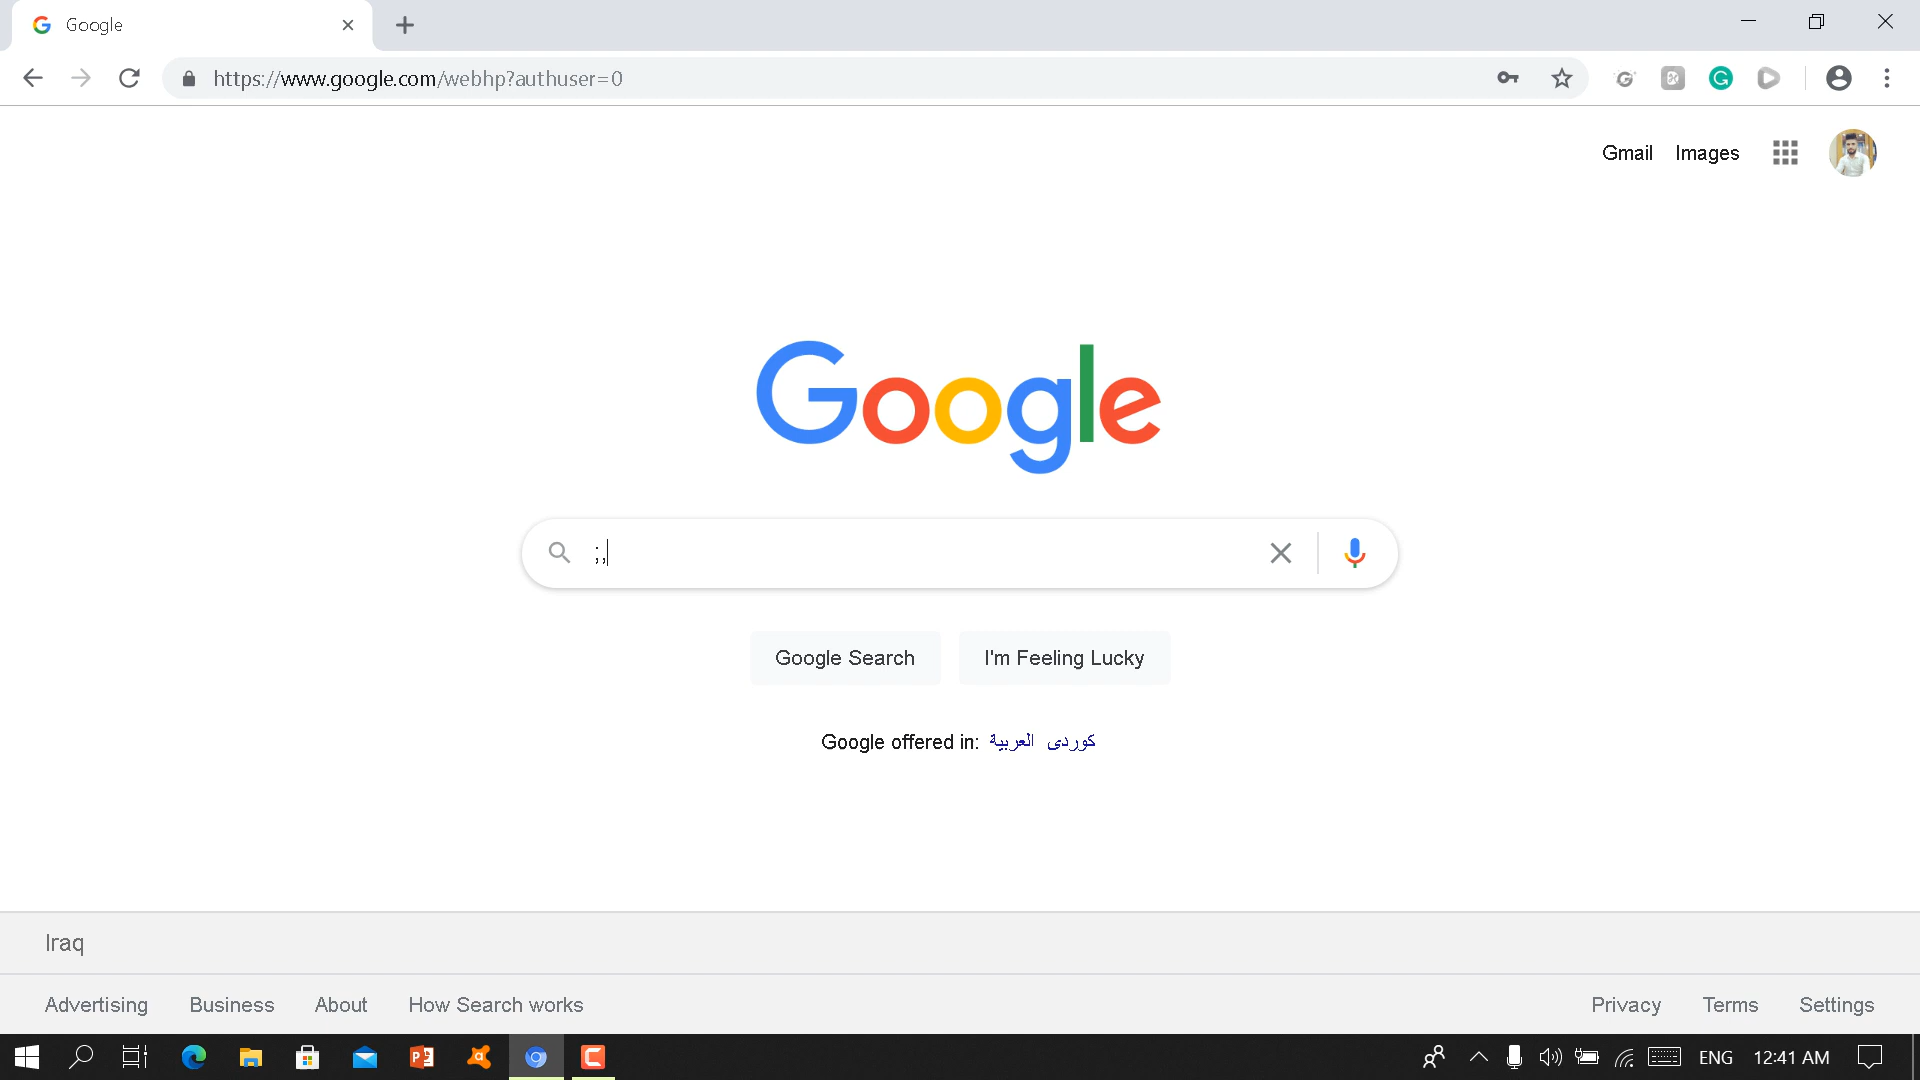 Google
https://www.google.com/webhp?authuser=0
Gmail Images
Google
;,
Google Search I'm Feeling Lucky
Google offered in: العربية كوردی
Iraq
Advertising Business About How Search works Privacy Terms Settings
ENG 12:41 AM